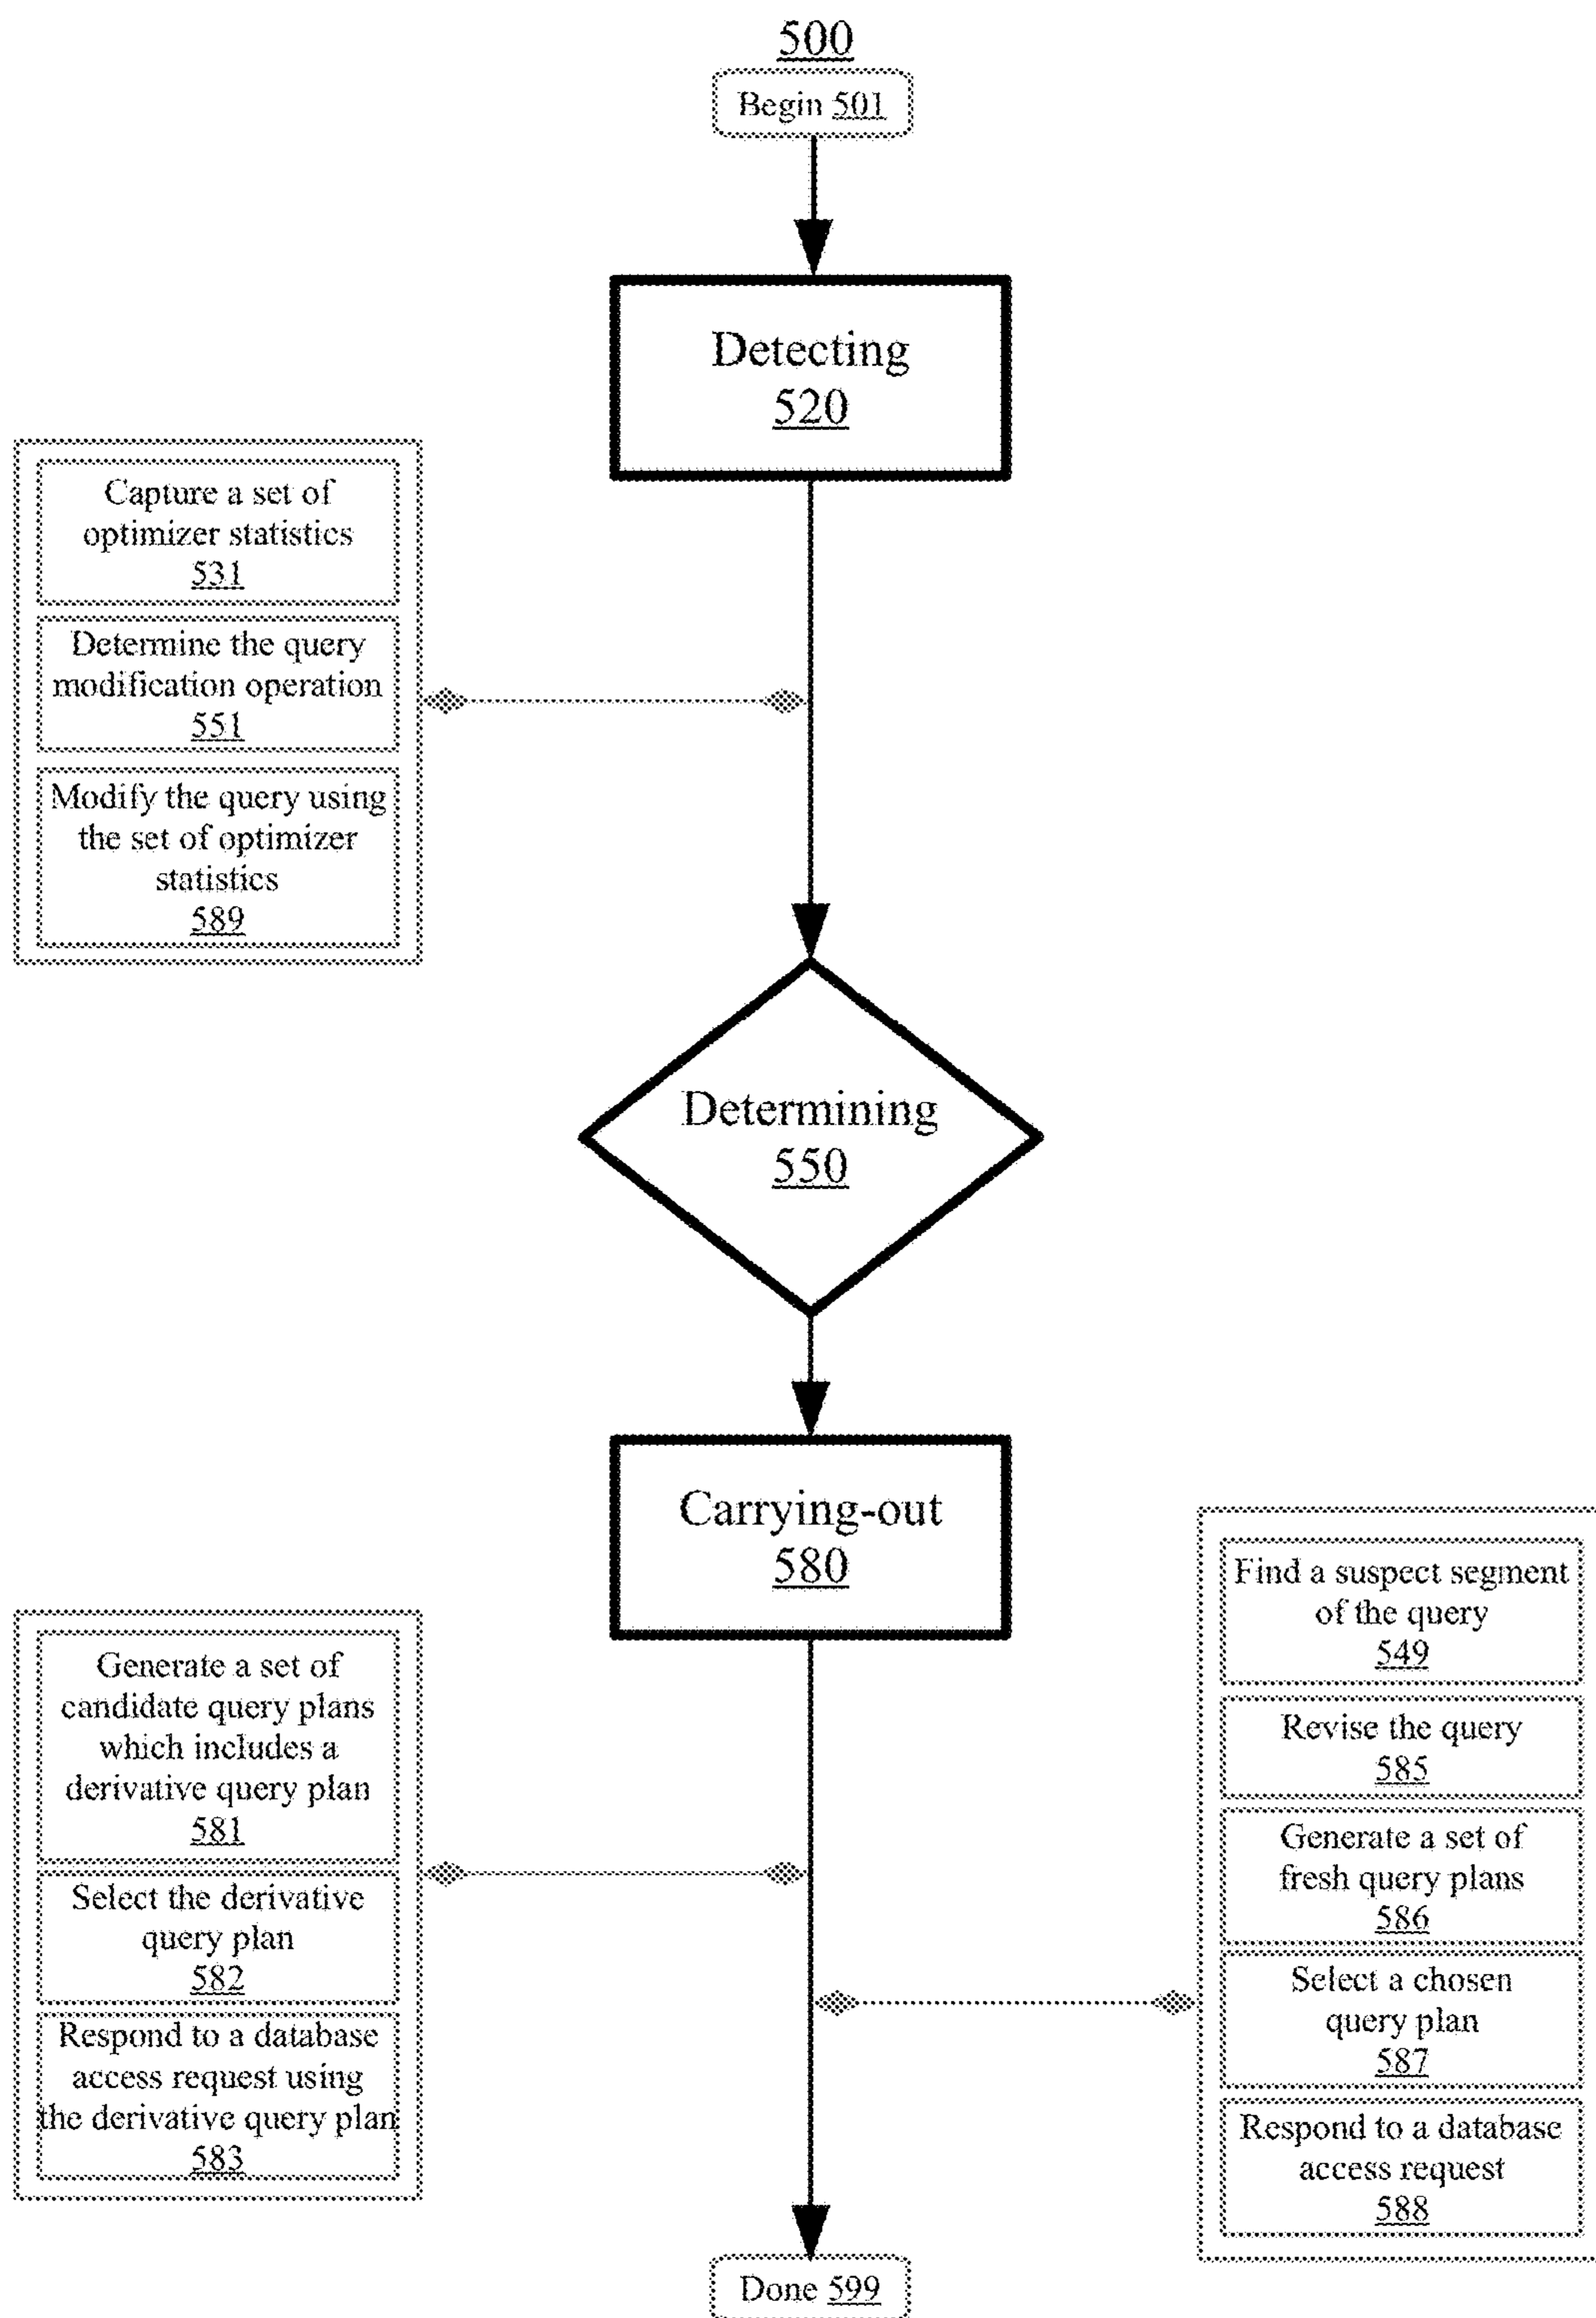 500
Begin 501
Detecting
520
Capture a set of
optimizer statistics
531
Determine the query
modification operation
551
Modify the query using
the set of optimizer
statistics
589
Determining
550
Carrying-out
580
Generate a set of
candidate query plans
which includes a
derivative query plan
581
Select the derivative
query plan
582
Respond to a database
access request using
the derivative query plan
583
Find a suspect segment
of the query
549
Revise the query
585
Generate a set of
fresh query plans
586
Select a chosen
query plan
587
Respond to a database
access request
588
Done 599